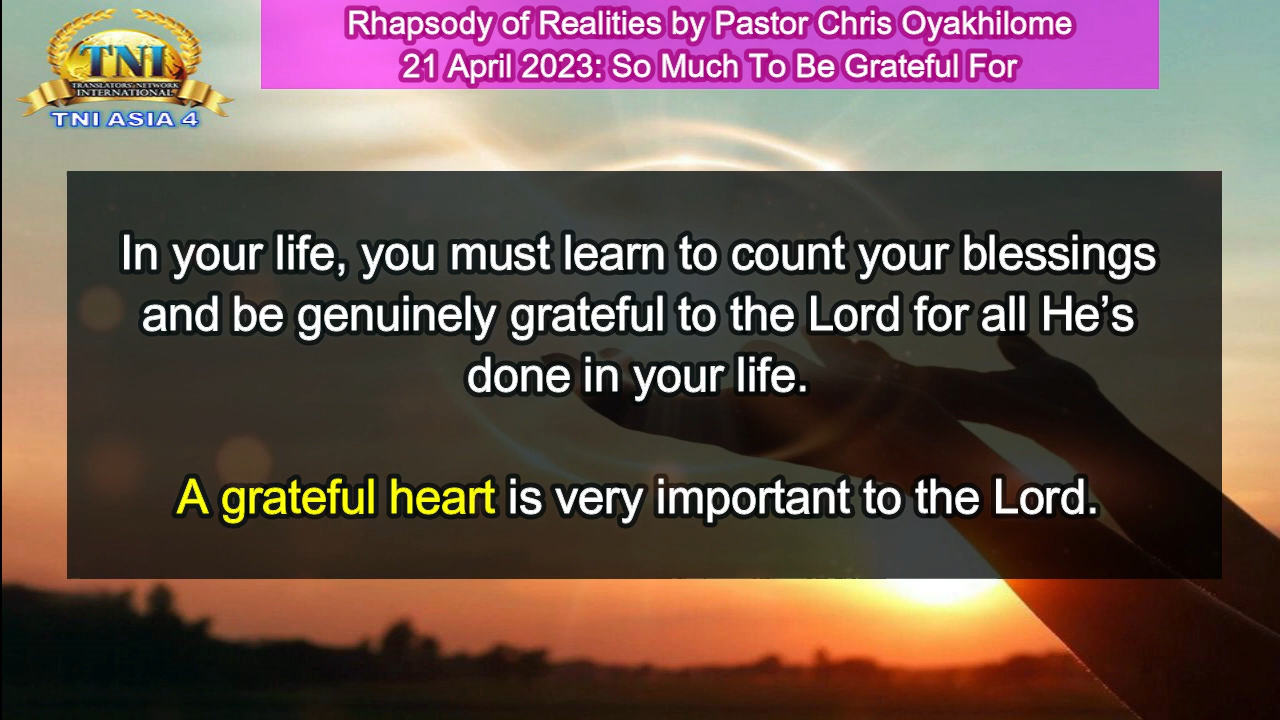 Rhapsody of Realities by Pastor Chris Oyakhilome
21 April 2023: So Much To Be Grateful For
TNI
TRANSLATORS' NETWORK
INTERNATIONAL
TNI ASIA 4
In your life, you must learn to count your blessings
and be genuinely grateful to the Lord for all He’s
done in your life.
A grateful heart is very important to the Lord.